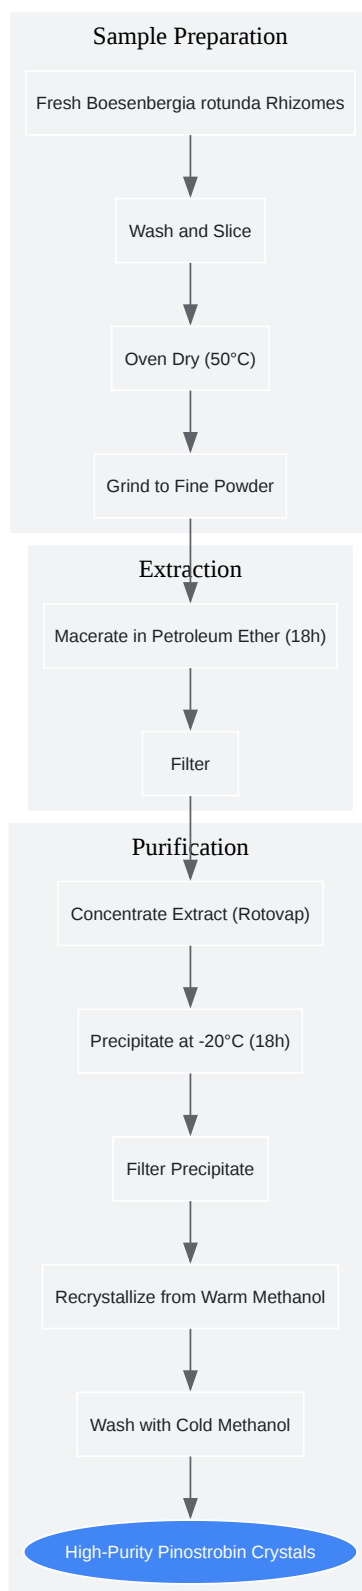 Sample Preparation
Fresh Boesenbergia rotunda Rhizomes
Wash and Slice
Oven Dry (50°C)
Grind to Fine Powder
Extraction
Macerate in Petroleum Ether (18h)
Filter
Purification
Concentrate Extract (Rotovap)
Precipitate at -20°C (18h)
Filter Precipitate
Recrystallize from Warm Methanol
Wash with Cold Methanol
High-Purity Pinostrobin Crystals